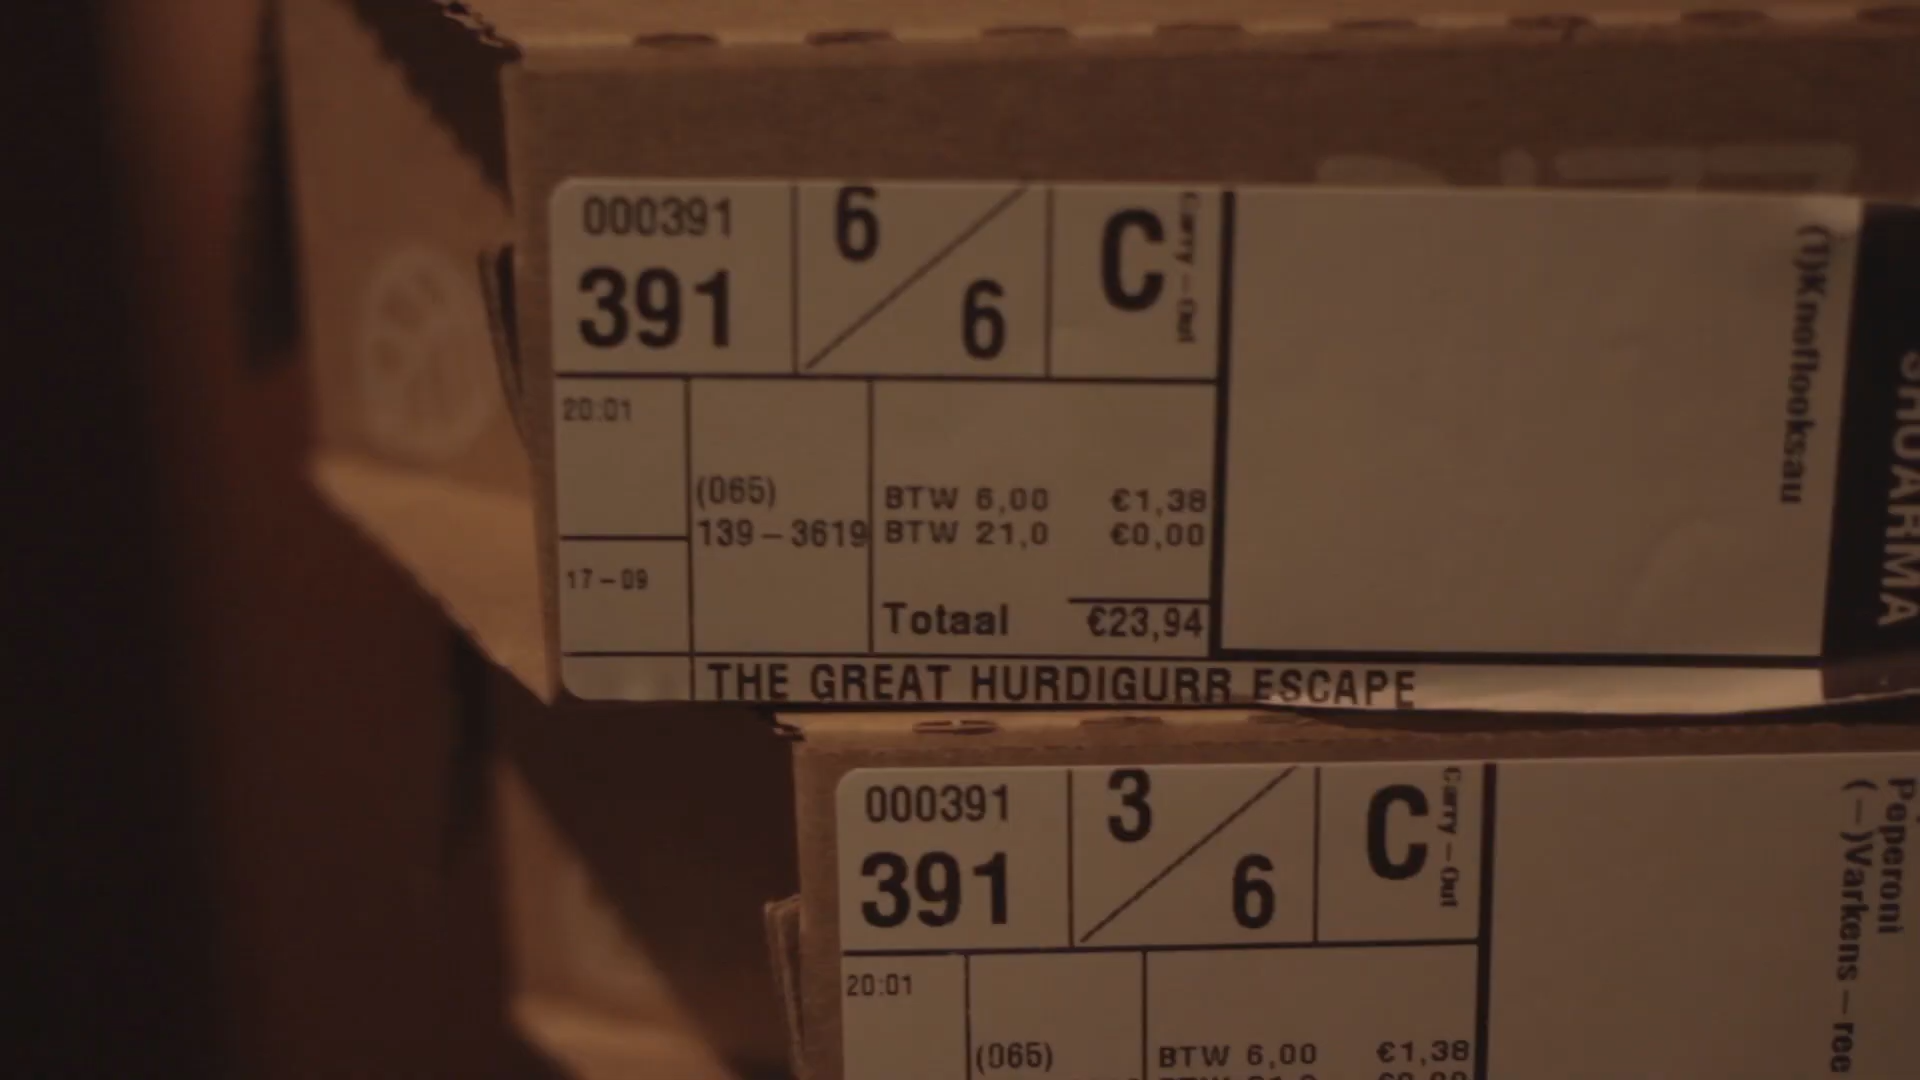 000391
391
6
6
C
Carry-Out
20:01
17-09
(065)
139-3619
BTW 6,00 €1,38
BTW 21,0 €0,00
Totaal €23,94
THE GREAT HURDIGURR ESCAPE
(1)Knoflooksau
SHOARMA
000391
391
3
6
C
Carry-Out
20:01
(065)
BTW 6,00 €1,38
Peperoni
(-)Varkens-ree